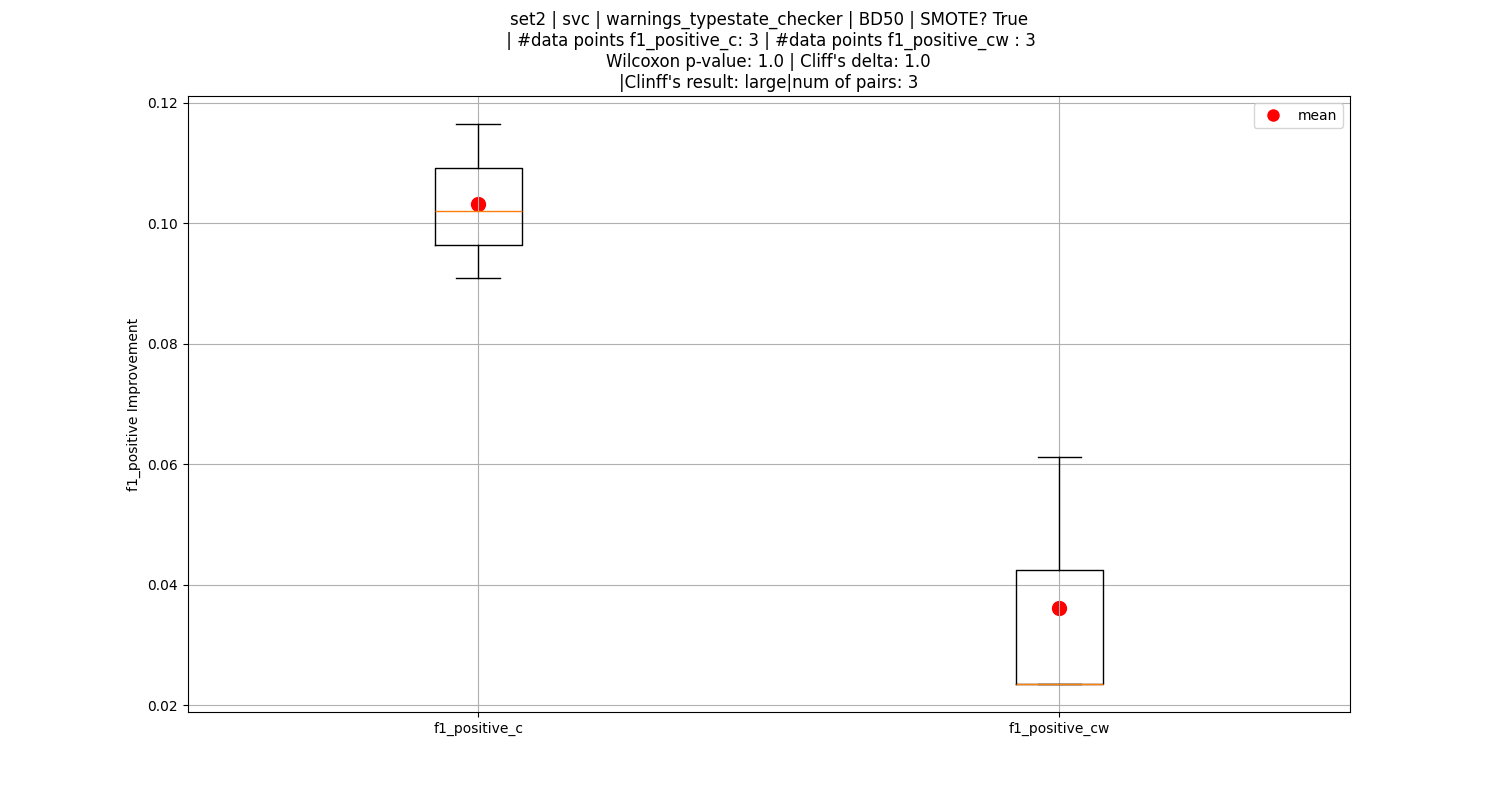 set2 | svc | warnings_typestate_checker | BD50 | SMOTE? True
| #data points f1_positive_c: 3 | #data points f1_positive_cw : 3
Wilcoxon p-value: 1.0 | Cliff's delta: 1.0
|Clinff's result: large|num of pairs: 3
mean
0.12
0.10
0.08
0.06
0.04
0.02
f1_positive Improvement
f1_positive_c
f1_positive_cw